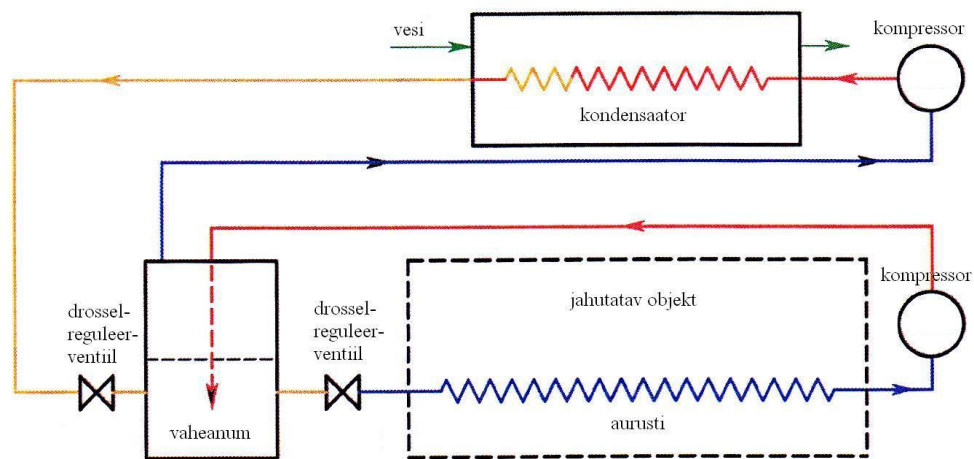 vesi
kompressor
kondensaator
kompressor
jahutatav objekt
drossel-
reguleer-
ventiil
drossel-
reguleer-
ventiil
vaheanum
aurusti